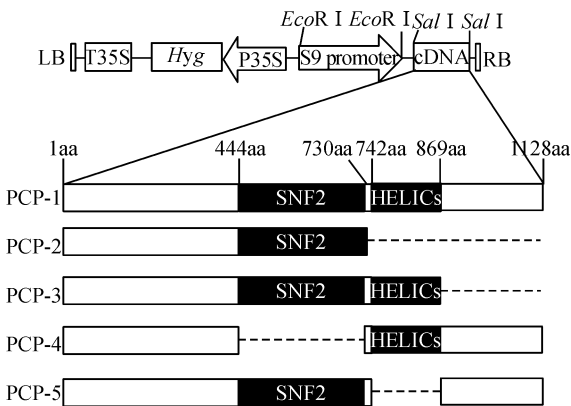 EcoR I EcoR I Sal I Sal I
LB T35S Hyg P35S S9 promoter cDNA RB
1aa 444aa 730aa 742aa 869aa 1128aa
PCP-1 SNF2 HELICs
PCP-2 SNF2
PCP-3 SNF2 HELICs
PCP-4 HELICs
PCP-5 SNF2